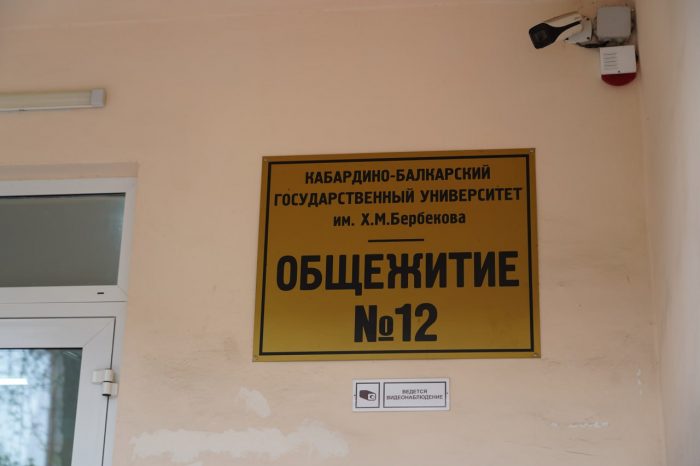 КАБАРДИНО-БАЛКАРСКИЙ
ГОСУДАРСТВЕННЫЙ УНИВЕРСИТЕТ
им. Х.М.Бербекова
ОБЩЕЖИТИЕ
№12
ВЕДЕТСЯ
ВИДЕОНАБЛЮДЕНИЕ